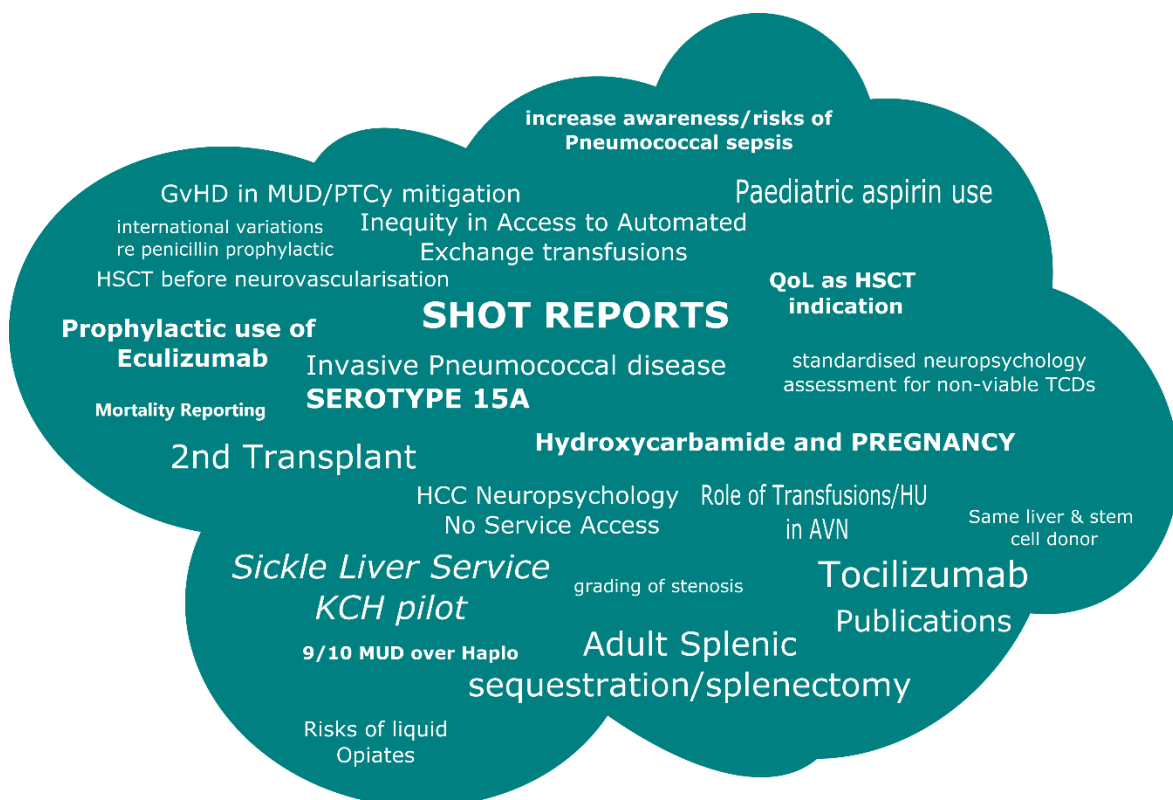 increase awareness/risks of
Pneumococcal sepsis
GvHD in MUD/PTCy mitigation
Paediatric aspirin use
international variations
re penicillin prophylactic
Inequity in Access to Automated
Exchange transfusions
HSCT before neurovascularisation
QoL as HSCT
indication
SHOT REPORTS
Prophylactic use of
Eculizumab
Invasive Pneumococcal disease
SEROTYPE 15A
standardised neuropsychology
assessment for non-viable TCDs
Mortality Reporting
2nd Transplant
Hydroxycarbamide and PREGNANCY
HCC Neuropsychology
No Service Access
Role of Transfusions/HU
in AVN
Same liver & stem
cell donor
Sickle Liver Service
KCH pilot
grading of stenosis
Tocilizumab
Publications
9/10 MUD over Haplo
Adult Splenic
sequestration/splenectomy
Risks of liquid
Opiates